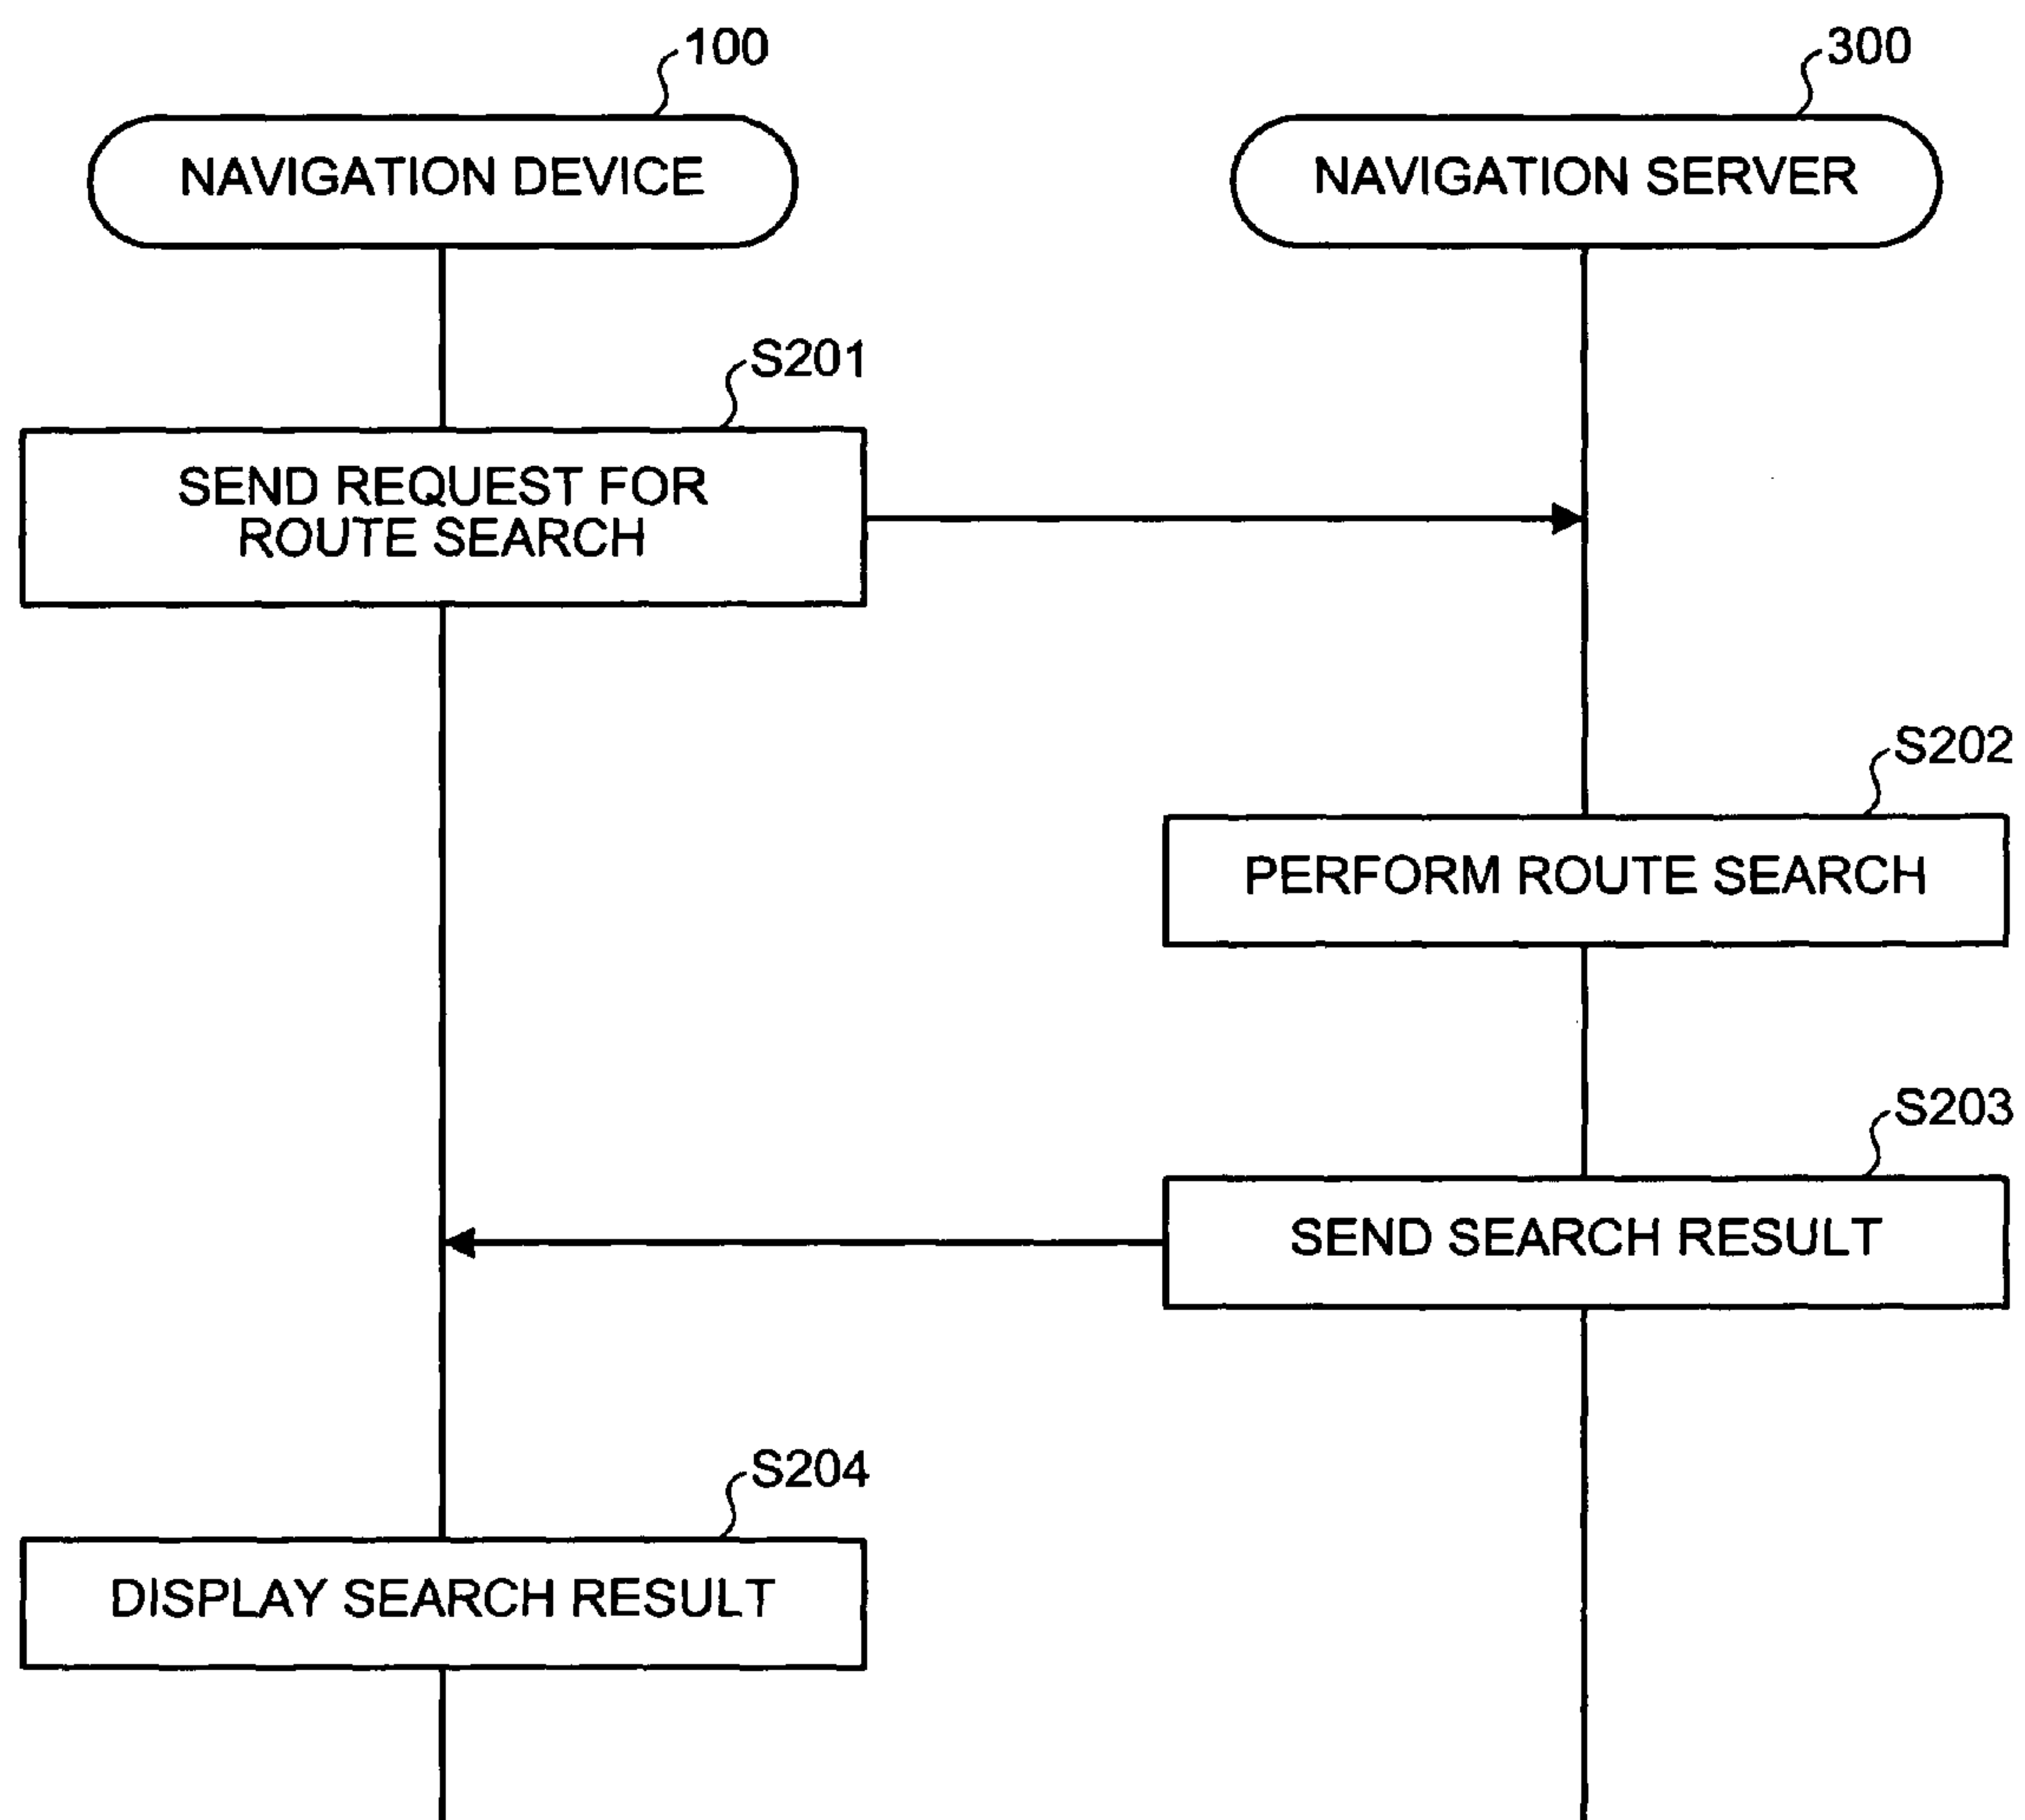 100
300
NAVIGATION DEVICE
NAVIGATION SERVER
S201
SEND REQUEST FOR
ROUTE SEARCH
S202
PERFORM ROUTE SEARCH
S203
SEND SEARCH RESULT
S204
DISPLAY SEARCH RESULT